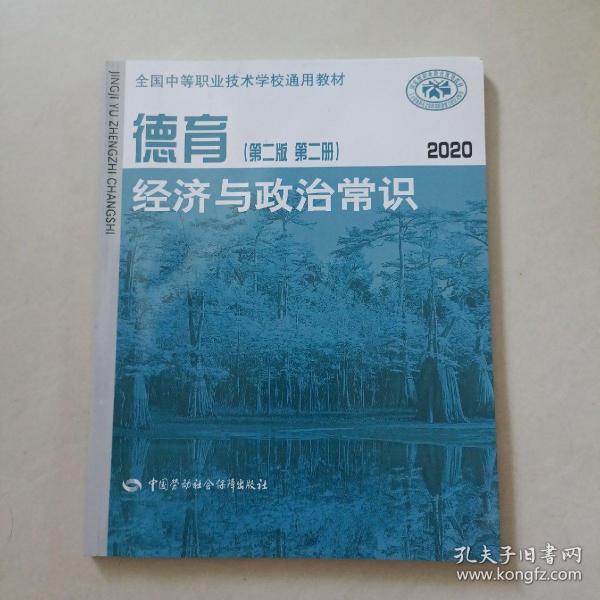 全国中等职业技术学校通用教材
德育(第二版 第二册)
2020
经济与政治常识
JINGJI YU ZHENGZHI CHANGSHI
中国劳动社会保障出版社
孔夫子旧书网
www.kongfz.com